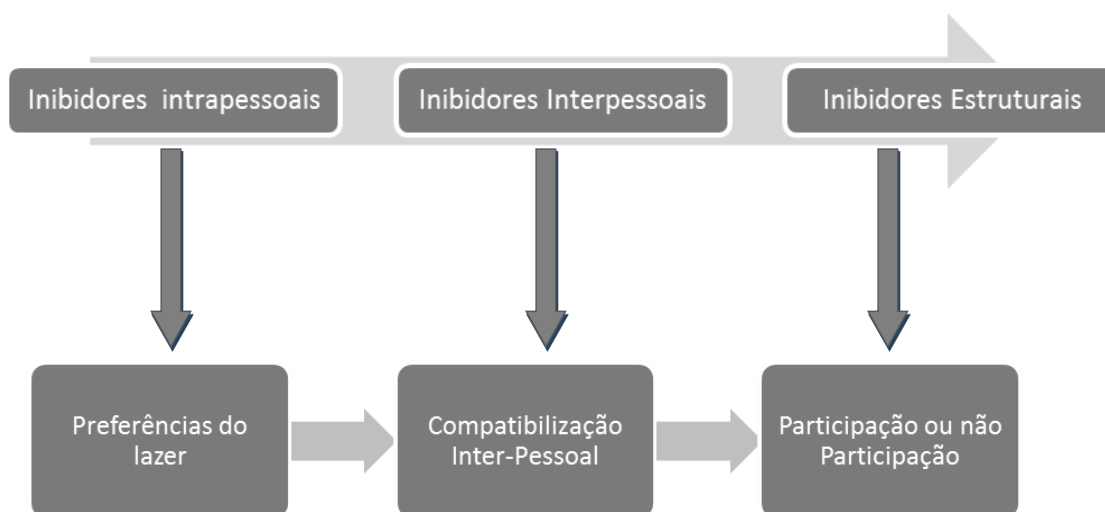 Inibidores intrapessoais
Inibidores Interpessoais
Inibidores Estruturais
Preferências do
lazer
Compatibilização
Inter-Pessoal
Participação ou não
Participação